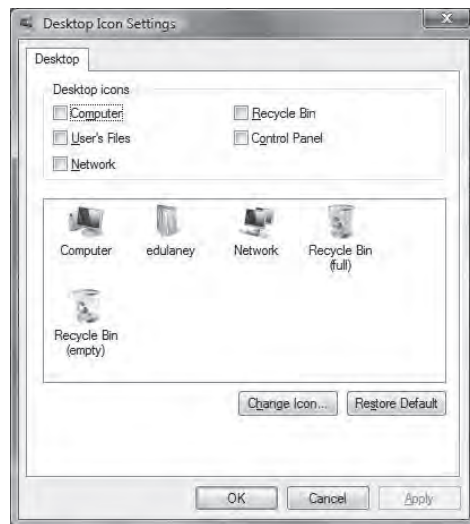 Desktop Icon Settings
Desktop
Desktop icons
Computer
Recycle Bin
User's Files
Control Panel
Network
Computer
edulaney
Network
Recycle Bin
(full)
Recycle Bin
(empty)
Change Icon...
Restore Default
OK
Cancel
Apply